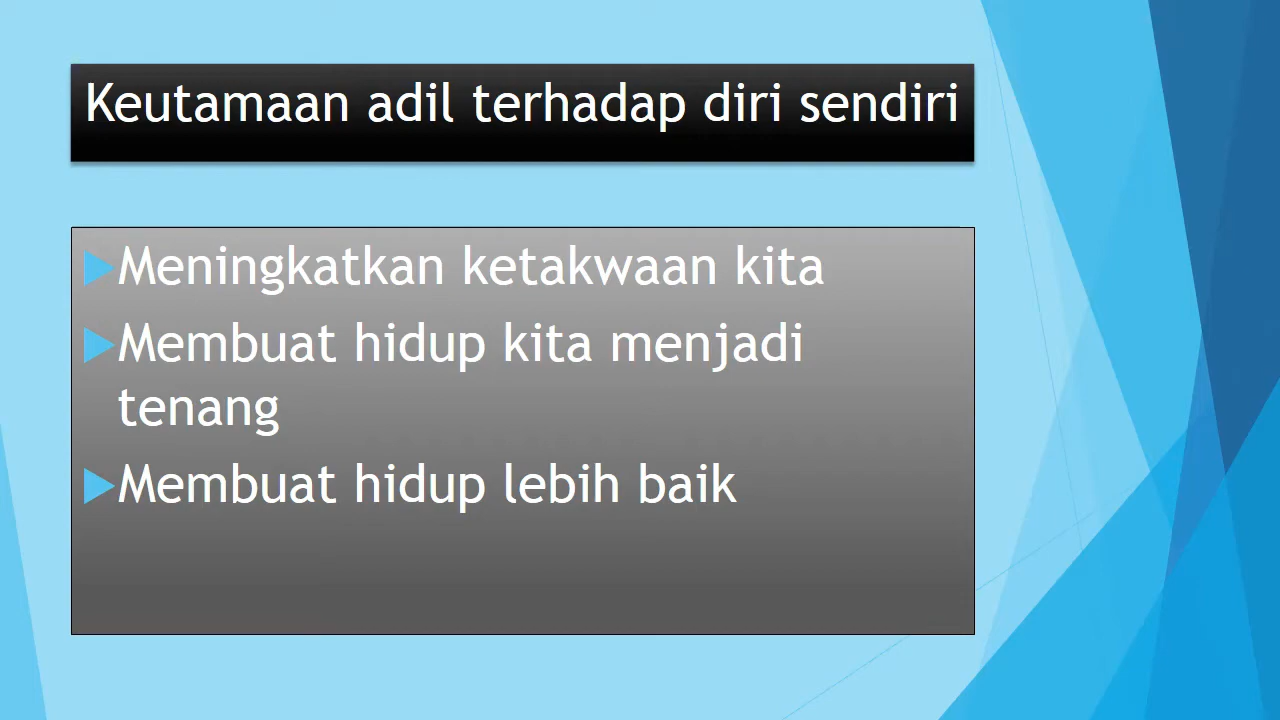 Keutamaan adil terhadap diri sendiri
Meningkatkan ketakwaan kita
Membuat hidup kita menjadi
tenang
Membuat hidup lebih baik